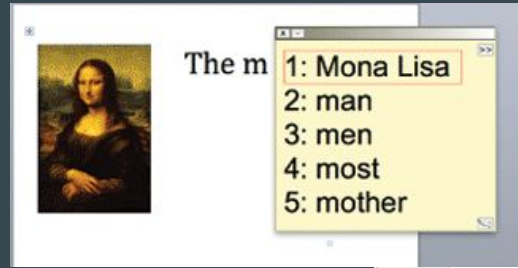 The m
>>
1: Mona Lisa
2: man
3: men
4: most
5: mother